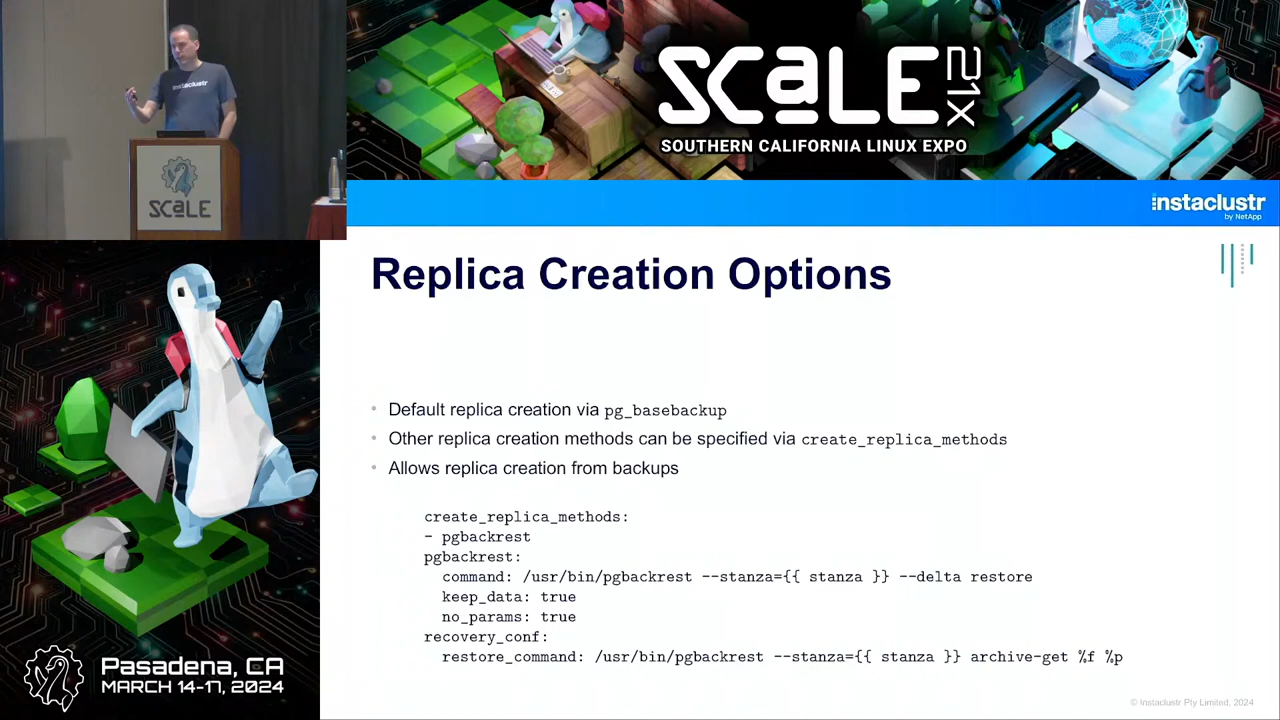 instaclustr
SCALE
SCALE 21X
SOUTHERN CALIFORNIA LINUX EXPO
instaclustr
by NetApp
Replica Creation Options
• Default replica creation via pg_basebackup
• Other replica creation methods can be specified via create_replica_methods
• Allows replica creation from backups
create_replica_methods:
- pgbackrest
pgbackrest:
command: /usr/bin/pgbackrest --stanza={{ stanza }} --delta restore
keep_data: true
no_params: true
recovery_conf:
restore_command: /usr/bin/pgbackrest --stanza={{ stanza }} archive-get %f %p
© Instaclustr Pty Limited, 2024
Pasadena, CA
MARCH 14-17, 2024